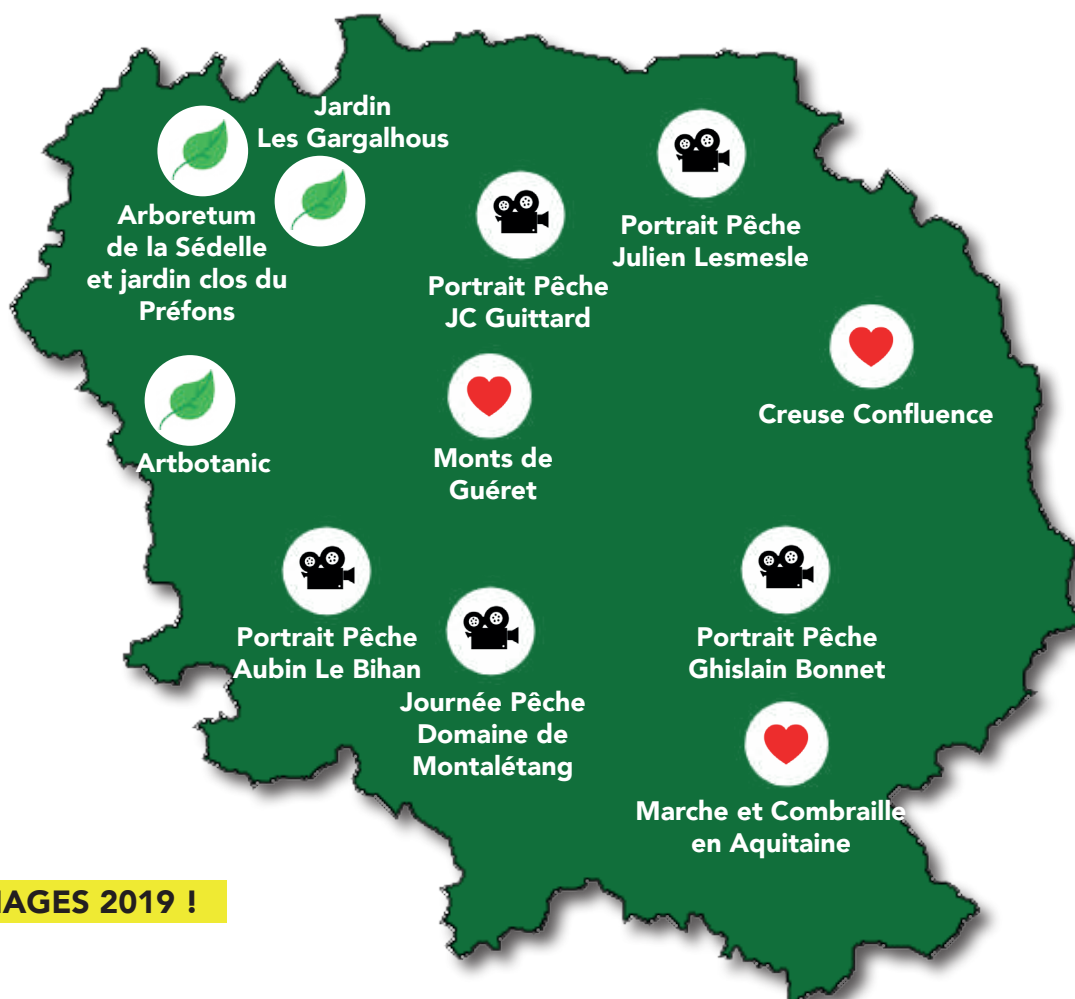 Jardin
Les Gargalhous
Arboretum
de la Sédelle
et jardin clos du
Préfons
Portrait Pêche
JC Guittard
Portrait Pêche
Julien Lesmesle
Creuse Confluence
Artbotanic
Monts de
Guéret
Portrait Pêche
Aubin Le Bihan
Journée Pêche
Domaine de
Montalétang
Portrait Pêche
Ghislain Bonnet
Marche et Combraille
en Aquitaine
2019 !